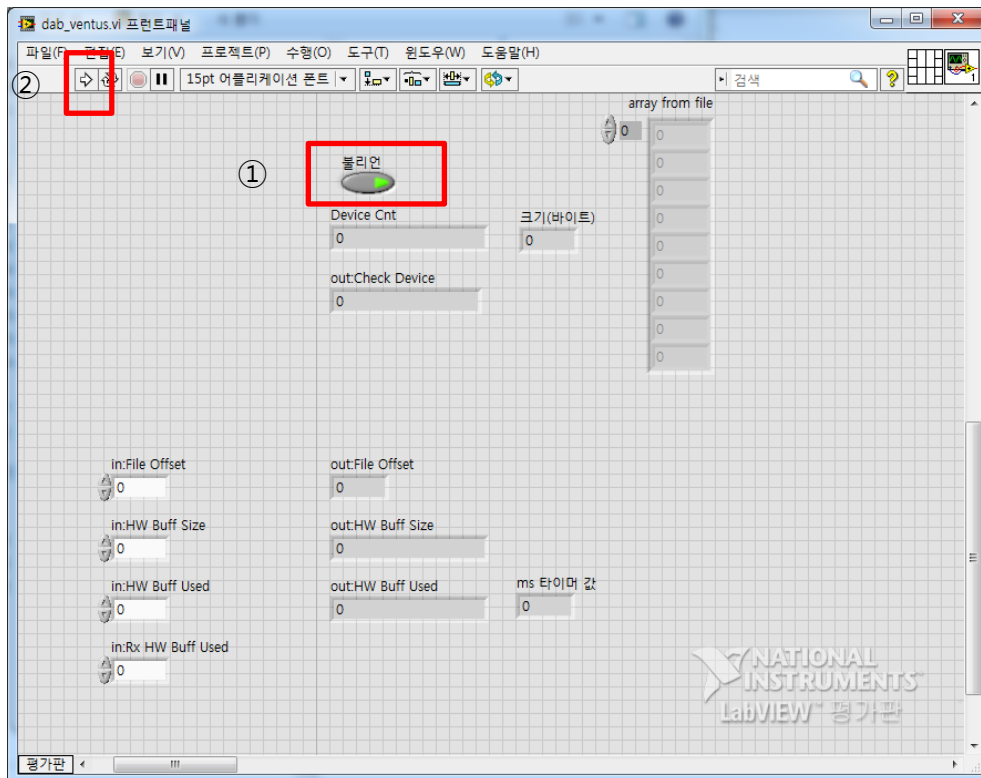 dab_ventus.vi 프런트패널
파일(F) 편집(E) 보기(V) 프로젝트(P) 수행(O) 도구(T) 윈도우(W) 도움말(H)
② 15pt 어플리케이션 폰트 검색 ? 1
array from file
0 0
① 불리언
0
0
Device Cnt 크기(바이트)
0 0 0
0
out:Check Device
0
0 0
0
0
in:File Offset out:File Offset
0 0
in:HW Buff Size out:HW Buff Size
0 0
in:HW Buff Used out:HW Buff Used ms 타이머 값
0 0 0
in:Rx HW Buff Used
0
NATIONAL
INSTRUMENTS
LabVIEW™ 평가판
평가판